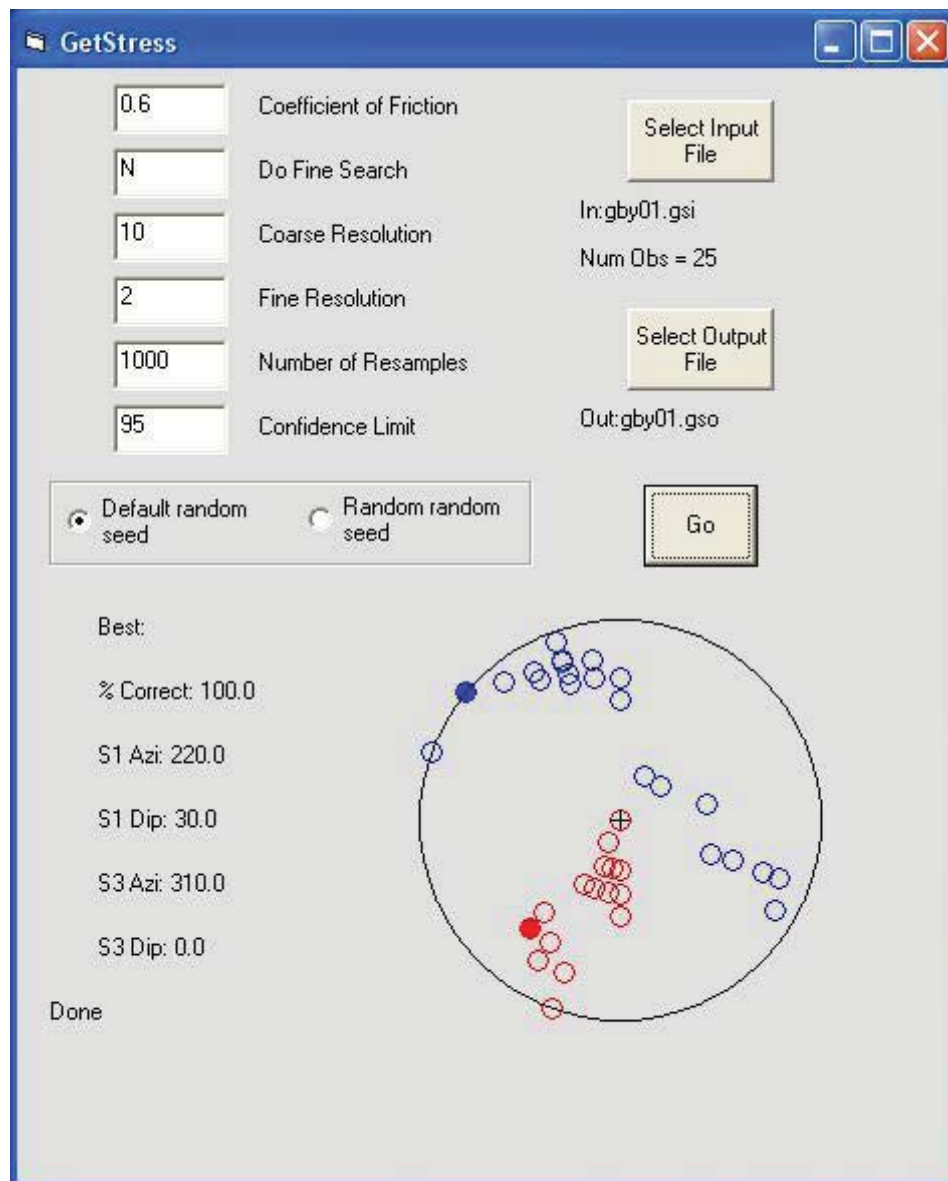 GetStress
0.6
Coefficient of Friction
Select Input
File
N
Do Fine Search
In:gby01.gsi
10
Coarse Resolution
Num Obs = 25
2
Fine Resolution
Select Output
File
1000
Number of Resamples
95
Confidence Limit
Out:gby01.gso
Default random
seed
Random random
seed
Go
Best:
% Correct: 100.0
S1 Azi: 220.0
S1 Dip: 30.0
S3 Azi: 310.0
S3 Dip: 0.0
Done